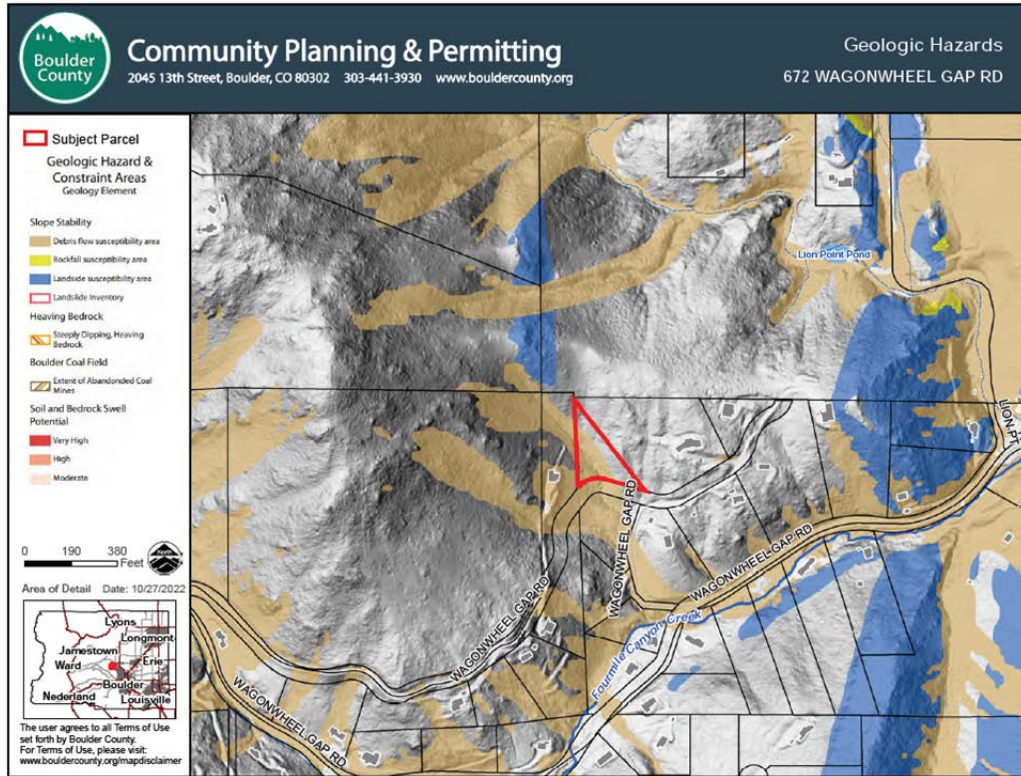 Boulder
County
Community Planning & Permitting
2045 13th Street, Boulder, CO 80302 303-441-3930 www.bouldercounty.org
Geologic Hazards
672 WAGONWHEEL GAP RD
Subject Parcel
Geologic Hazard &
Constraint Areas
Geology Element
Slope Stability
Debris flow susceptibility area
Rockfall susceptibility area
Landside susceptibility area
Landslide Inventory
Heaving Bedrock
Steeply Dipping, Heaving
Bedrock
Boulder Coal Field
Extent of Abandonded Coal
Mines
Soil and Bedrock Swell
Potential
Very High
High
Moderate
0 190 380
Feet
North
Area of Detail Date: 10/27/2022
Lyons
Longmont
Jamestown
Ward
Erie
Boulder
Nederland
Louisville
The user agrees to all Terms of Use
set forth by Boulder County.
For Terms of Use, please visit:
www.bouldercounty.org/mapdisclaimer
Lion Point Pond
LION PT
WAGONWHEEL GAP RD
WAGONWHEEL GAP RD
WAGONWHEEL GAP RD
Fourmile Canyon Creek
WAGONWHEEL GAP RD